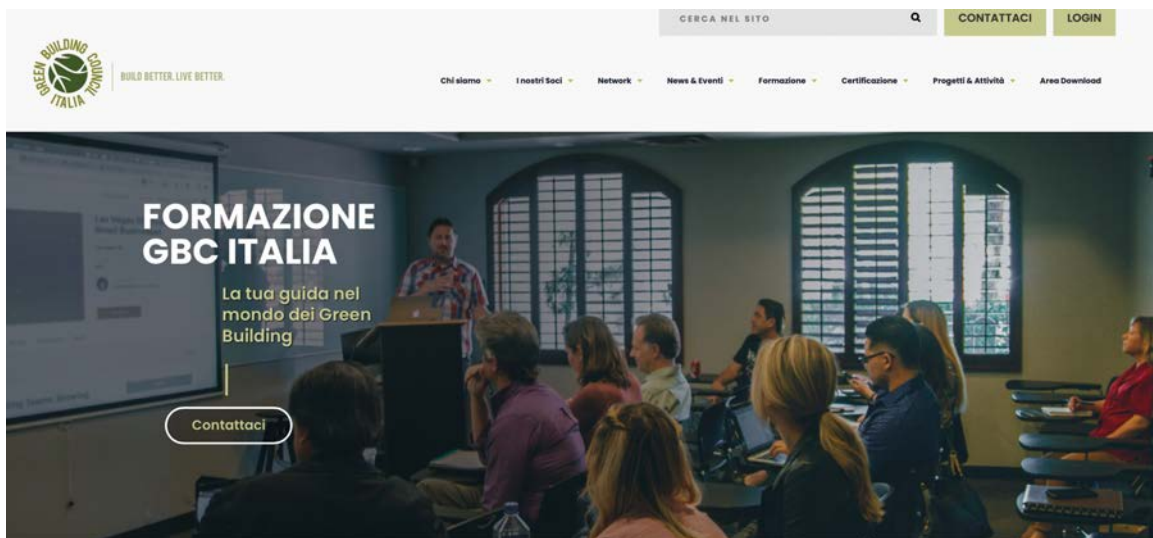 CERCA NEL SITO
CONTATTACI
LOGIN
GREEN BUILDING COUNCIL ITALIA
BUILD BETTER. LIVE BETTER.
Chi siamo
I nostri Soci
Network
News & Eventi
Formazione
Certificazione
Progetti & Attività
Area Download
FORMAZIONE
GBC ITALIA
La tua guida nel
mondo dei Green
Building
Contattaci